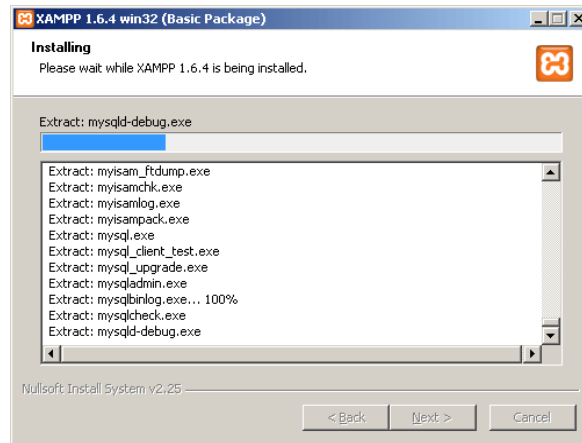 XAMPP 1.6.4 win32 (Basic Package)
Installing
Please wait while XAMPP 1.6.4 is being installed.
Extract: mysqld-debug.exe
Extract: myisam_ftdump.exe
Extract: myisamchk.exe
Extract: myisamlog.exe
Extract: myisampack.exe
Extract: mysql.exe
Extract: mysql_client_test.exe
Extract: mysql_upgrade.exe
Extract: mysqladmin.exe
Extract: mysqlbinlog.exe... 100%
Extract: mysqlcheck.exe
Extract: mysqld-debug.exe
Nullsoft Install System v2.25
< Back Next > Cancel